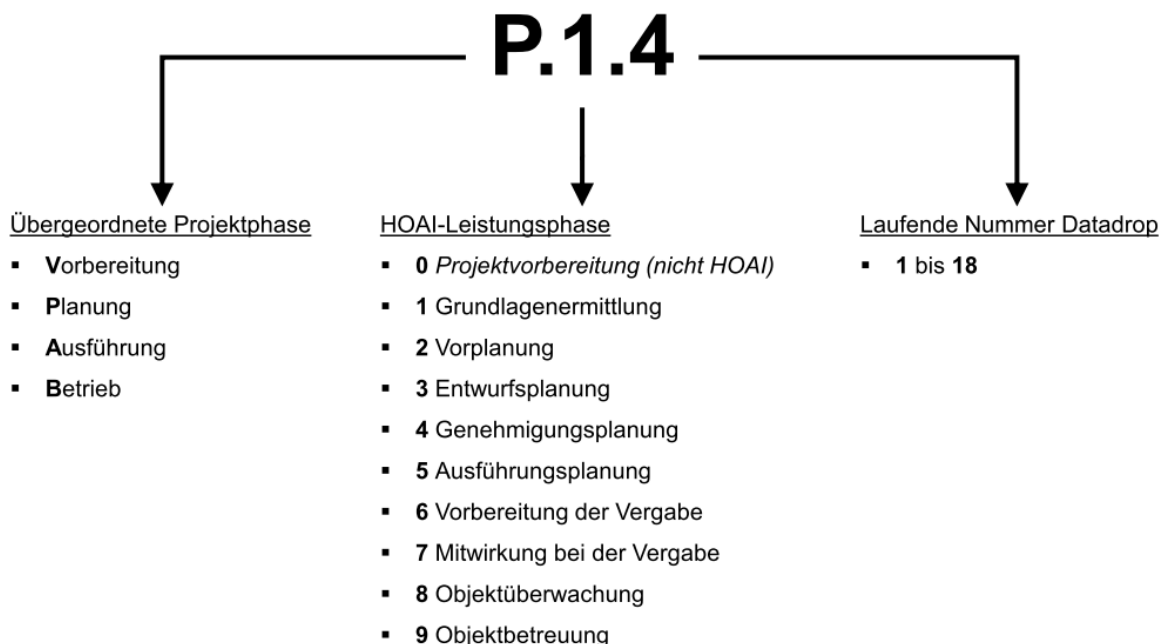 P.1.4
Übergeordnete Projektphase
▪ Vorbereitung
▪ Planung
▪ Ausführung
▪ Betrieb
HOAI-Leistungsphase
▪ 0 Projektvorbereitung (nicht HOAI)
▪ 1 Grundlagenermittlung
▪ 2 Vorplanung
▪ 3 Entwurfsplanung
▪ 4 Genehmigungsplanung
▪ 5 Ausführungsplanung
▪ 6 Vorbereitung der Vergabe
▪ 7 Mitwirkung bei der Vergabe
▪ 8 Objektüberwachung
▪ 9 Objektbetreuung
Laufende Nummer Datadrop
▪ 1 bis 18